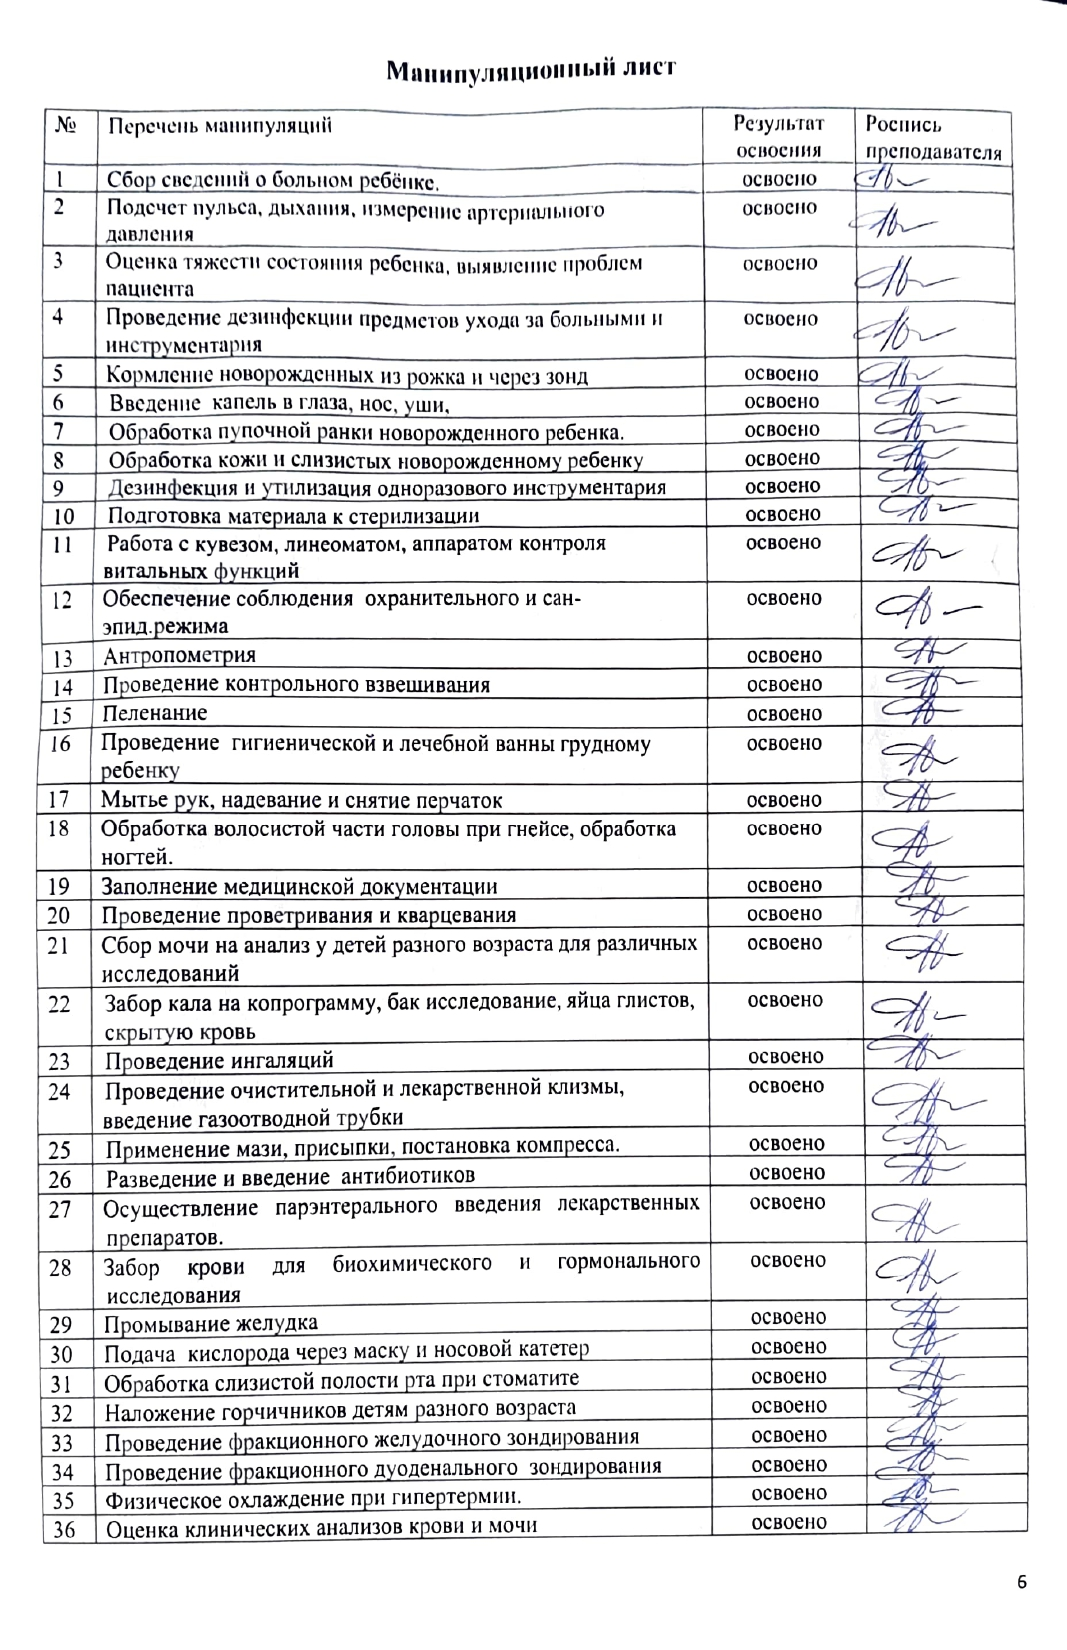 Манипуляционный лист
№ Перечень манипуляций Результат Роспись
освоения преподавателя
1 Сбор сведений о больном ребёнке. освоено
2 Подсчет пульса, дыхания, измерение артериального освоено
давления
3 Оценка тяжести состояния ребенка, выявление проблем освоено
пациента
4 Проведение дезинфекции предметов ухода за больными и освоено
инструментария
5 Кормление новорожденных из рожка и через зонд освоено
6 Введение капель в глаза, нос, уши, освоено
7 Обработка пупочной ранки новорожденного ребенка. освоено
8 Обработка кожи и слизистых новорожденному ребенку освоено
9 Дезинфекция и утилизация одноразового инструментария освоено
10 Подготовка материала к стерилизации освоено
11 Работа с кувезом, линеоматом, аппаратом контроля освоено
витальных функций
12 Обеспечение соблюдения охранительного и сан- освоено
эпид.режима
13 Антропометрия освоено
14 Проведение контрольного взвешивания освоено
15 Пеленание освоено
16 Проведение гигиенической и лечебной ванны грудному освоено
ребенку
17 Мытье рук, надевание и снятие перчаток освоено
18 Обработка волосистой части головы при гнейсе, обработка освоено
ногтей.
19 Заполнение медицинской документации освоено
20 Проведение проветривания и кварцевания освоено
21 Сбор мочи на анализ у детей разного возраста для различных освоено
исследований
22 Забор кала на копрограмму, бак исследование, яйца глистов, освоено
скрытую кровь
23 Проведение ингаляций освоено
24 Проведение очистительной и лекарственной клизмы, освоено
введение газоотводной трубки
25 Применение мази, присыпки, постановка компресса. освоено
26 Разведение и введение антибиотиков освоено
27 Осуществление парэнтерального введения лекарственных освоено
препаратов.
28 Забор крови для биохимического и гормонального освоено
исследования
29 Промывание желудка освоено
30 Подача кислорода через маску и носовой катетер освоено
31 Обработка слизистой полости рта при стоматите освоено
32 Наложение горчичников детям разного возраста освоено
33 Проведение фракционного желудочного зондирования освоено
34 Проведение фракционного дуоденального зондирования освоено
35 Физическое охлаждение при гипертермии. освоено
36 Оценка клинических анализов крови и мочи освоено
6